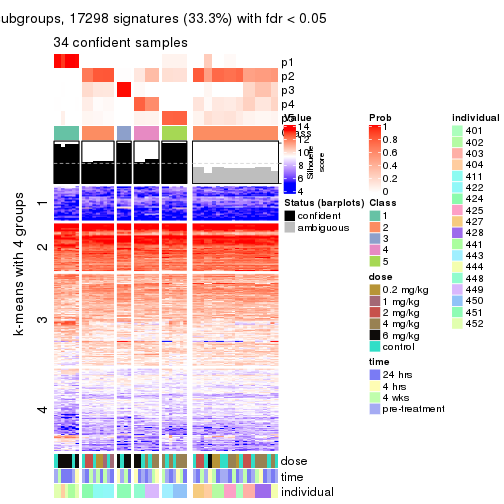 ubgroups, 17298 signatures (33.3%) with fdr < 0.05
34 confident samples
p1
p2
p3
p4
k-means with 4 groups
1
2
3
4
dose
time
individual
Value
14
12
10
8
6
4
Silhouette score
Status (barplots)
confident
ambiguous
Prob
1
0.8
0.6
0.4
0.2
0
Class
1
2
3
4
5
dose
0.2 mg/kg
1 mg/kg
2 mg/kg
4 mg/kg
6 mg/kg
control
time
24 hrs
4 hrs
4 wks
pre-treatment
individual
401
402
403
404
411
422
424
425
427
428
441
443
444
448
449
450
451
452